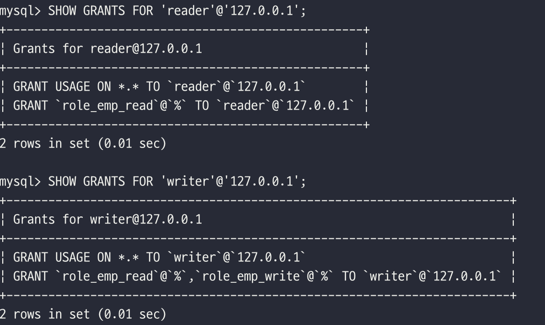 mysql> SHOW GRANTS FOR 'reader'@'127.0.0.1';
+---------------------------------------------------+
| Grants for reader@127.0.0.1                       |
+---------------------------------------------------+
| GRANT USAGE ON *.* TO `reader`@`127.0.0.1`        |
| GRANT `role_emp_read`@`%` TO `reader`@`127.0.0.1` |
+---------------------------------------------------+
2 rows in set (0.01 sec)
mysql> SHOW GRANTS FOR 'writer'@'127.0.0.1';
+------------------------------------------------------------------------+
| Grants for writer@127.0.0.1                                            |
+------------------------------------------------------------------------+
| GRANT USAGE ON *.* TO `writer`@`127.0.0.1`                             |
| GRANT `role_emp_read`@`%`,`role_emp_write`@`%` TO `writer`@`127.0.0.1` |
+------------------------------------------------------------------------+
2 rows in set (0.01 sec)